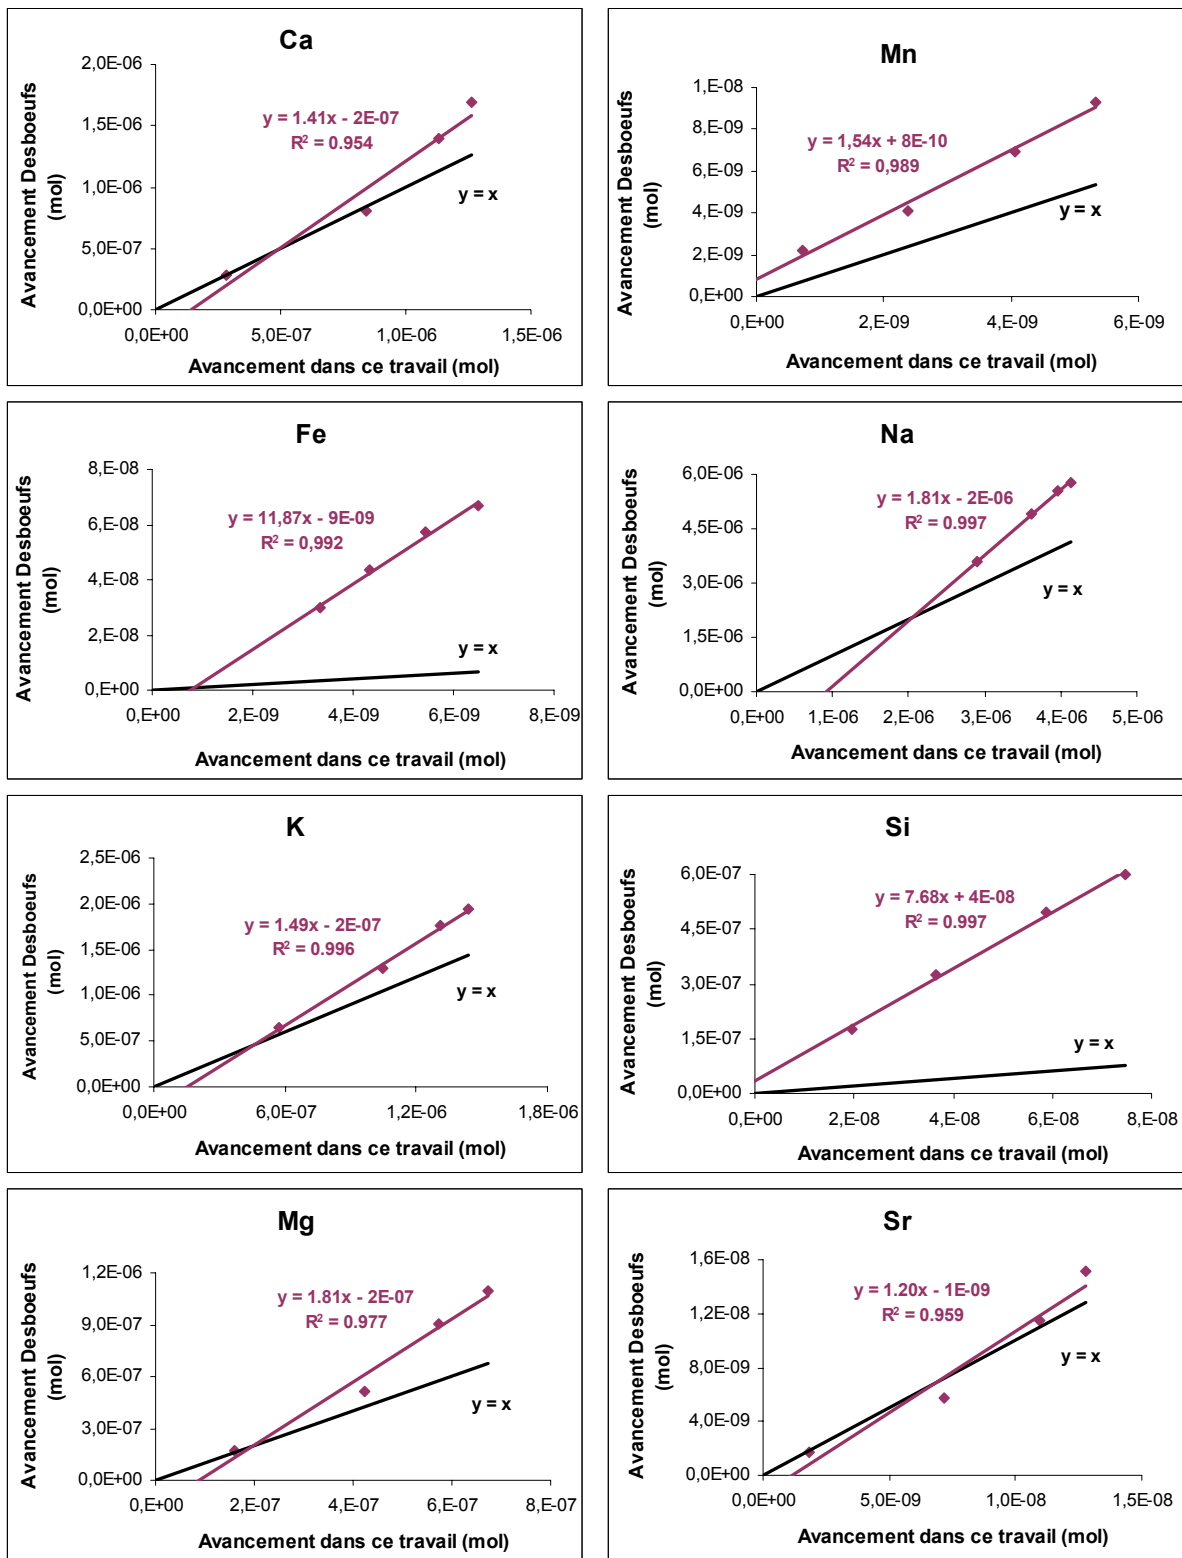 Ca
Avancement Desboeufs
(mol)
2,0E-06
1,5E-06
1,0E-06
5,0E-07
0,0E+00
y = 1.41x - 2E-07
R² = 0.954
y = x
0,0E+00 5,0E-07 1,0E-06 1,5E-06
Avancement dans ce travail (mol)
Mn
Avancement Desboeufs
(mol)
1,E-08
9,E-09
6,E-09
4,E-09
2,E-09
0,E+00
y = 1,54x + 8E-10
R² = 0,989
y = x
0,E+00 2,E-09 4,E-09 6,E-09
Avancement dans ce travail (mol)
Fe
Avancement Desboeufs
(mol)
8,E-08
6,E-08
4,E-08
2,E-08
0,E+00
y = 11,87x - 9E-09
R² = 0,992
y = x
0,E+00 2,E-09 4,E-09 6,E-09 8,E-09
Avancement dans ce travail (mol)
Na
Avancement Desboeufs
(mol)
6,0E-06
4,5E-06
3,0E-06
1,5E-06
0,0E+00
y = 1.81x - 2E-06
R² = 0.997
y = x
0,E+00 1,E-06 2,E-06 3,E-06 4,E-06 5,E-06
Avancement dans ce travail (mol)
K
Avancement Desboeufs
(mol)
2,5E-06
2,0E-06
1,5E-06
1,0E-06
5,0E-07
0,0E+00
y = 1.49x - 2E-07
R² = 0.996
y = x
0,0E+00 6,0E-07 1,2E-06 1,8E-06
Avancement dans ce travail (mol)
Si
Avancement Desboeufs
(mol)
6,0E-07
4,5E-07
3,0E-07
1,5E-07
0,0E+00
y = 7.68x + 4E-08
R² = 0.997
y = x
0,E+00 2,E-08 4,E-08 6,E-08 8,E-08
Avancement dans ce travail (mol)
Mg
Avancement Desboeufs
(mol)
1,2E-06
9,0E-07
6,0E-07
3,0E-07
0,0E+00
y = 1.81x - 2E-07
R² = 0.977
y = x
0,E+00 2,E-07 4,E-07 6,E-07 8,E-07
Avancement dans ce travail (mol)
Sr
Avancement Desboeufs
(mol)
1,6E-08
1,2E-08
8,0E-09
4,0E-09
0,0E+00
y = 1.20x - 1E-09
R² = 0.959
y = x
0,0E+00 5,0E-09 1,0E-08 1,5E-08
Avancement dans ce travail (mol)